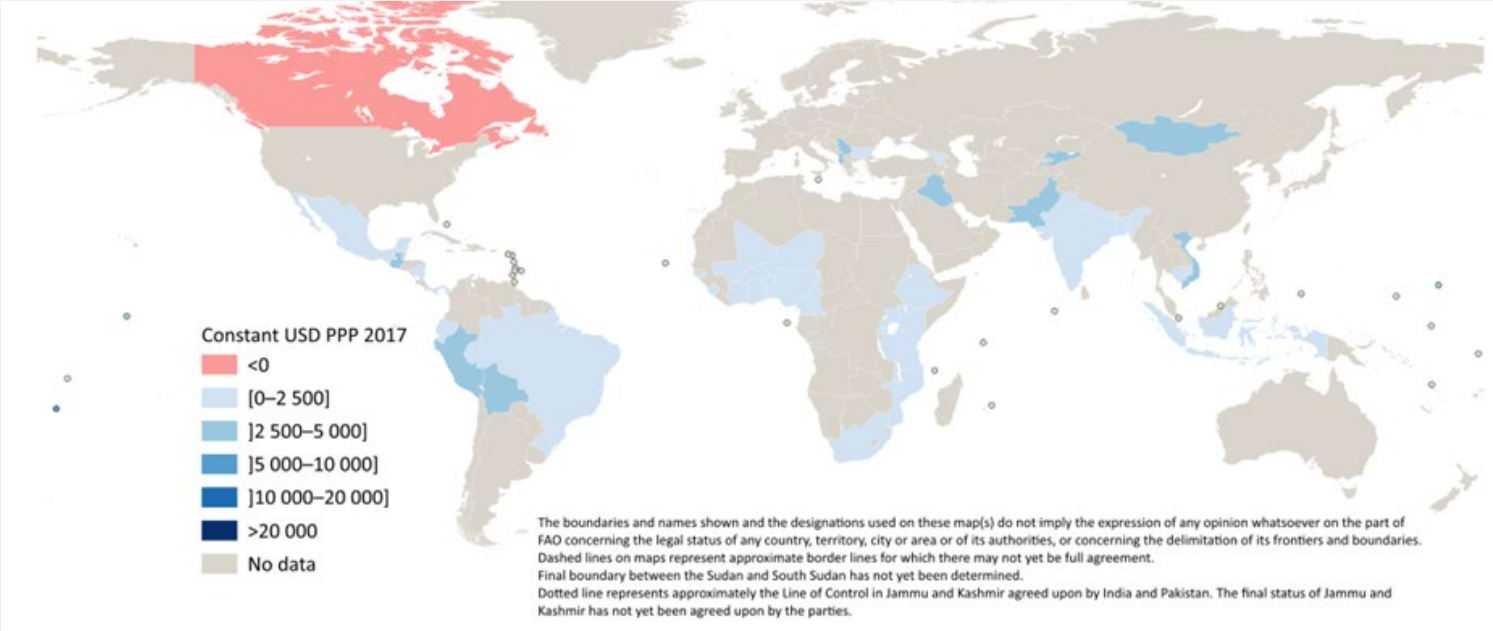 Constant USD PPP 2017
<0
[0–2 500]
]2 500–5 000]
]5 000–10 000]
]10 000–20 000]
>20 000
No data
The boundaries and names shown and the designations used on these map(s) do not imply the expression of any opinion whatsoever on the part of
FAO concerning the legal status of any country, territory, city or area or of its authorities, or concerning the delimitation of its frontiers and boundaries.
Dashed lines on maps represent approximate border lines for which there may not yet be full agreement.
Final boundary between the Sudan and South Sudan has not yet been determined.
Dotted line represents approximately the Line of Control in Jammu and Kashmir agreed upon by India and Pakistan. The final status of Jammu and
Kashmir has not yet been agreed upon by the parties.